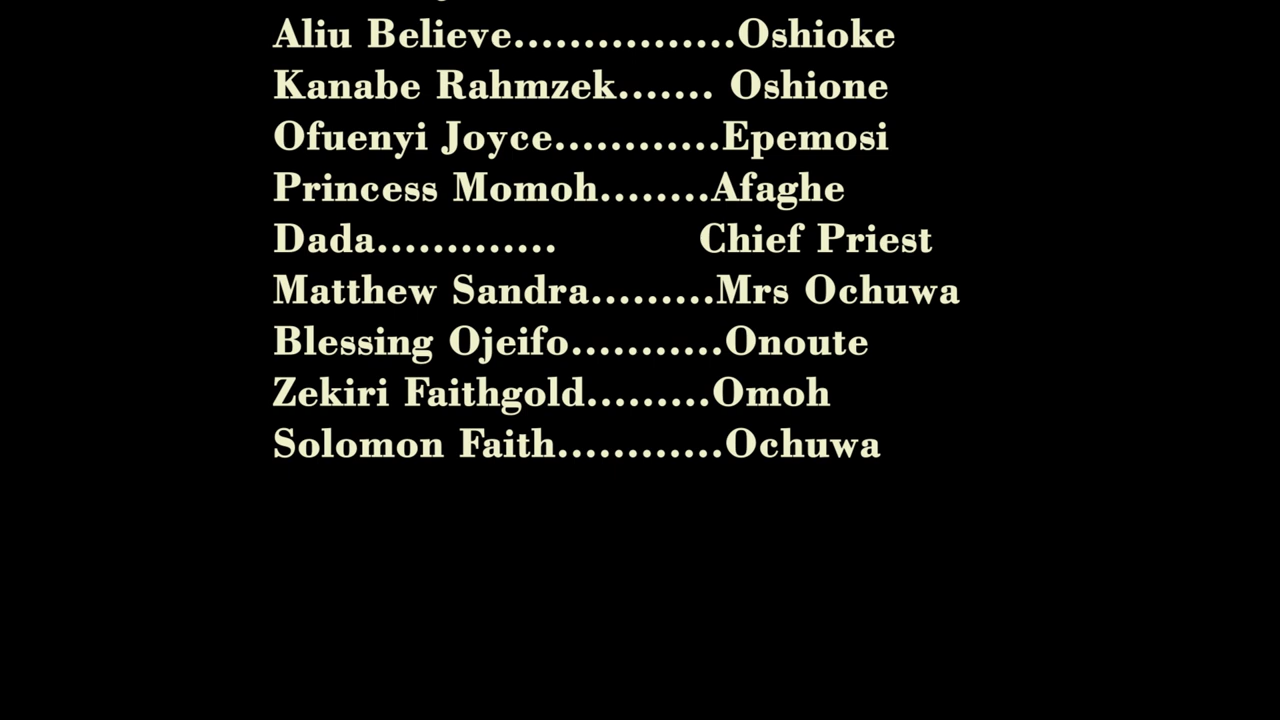 Aliu Believe................Oshioke
Kanabe Rahmzek....... Oshione
Ofuenyi Joyce............Epemosi
Princess Momoh........Afaghe
Dada............. Chief Priest
Matthew Sandra.........Mrs Ochuwa
Blessing Ojeifo...........Onoute
Zekiri Faithgold.........Omoh
Solomon Faith............Ochuwa